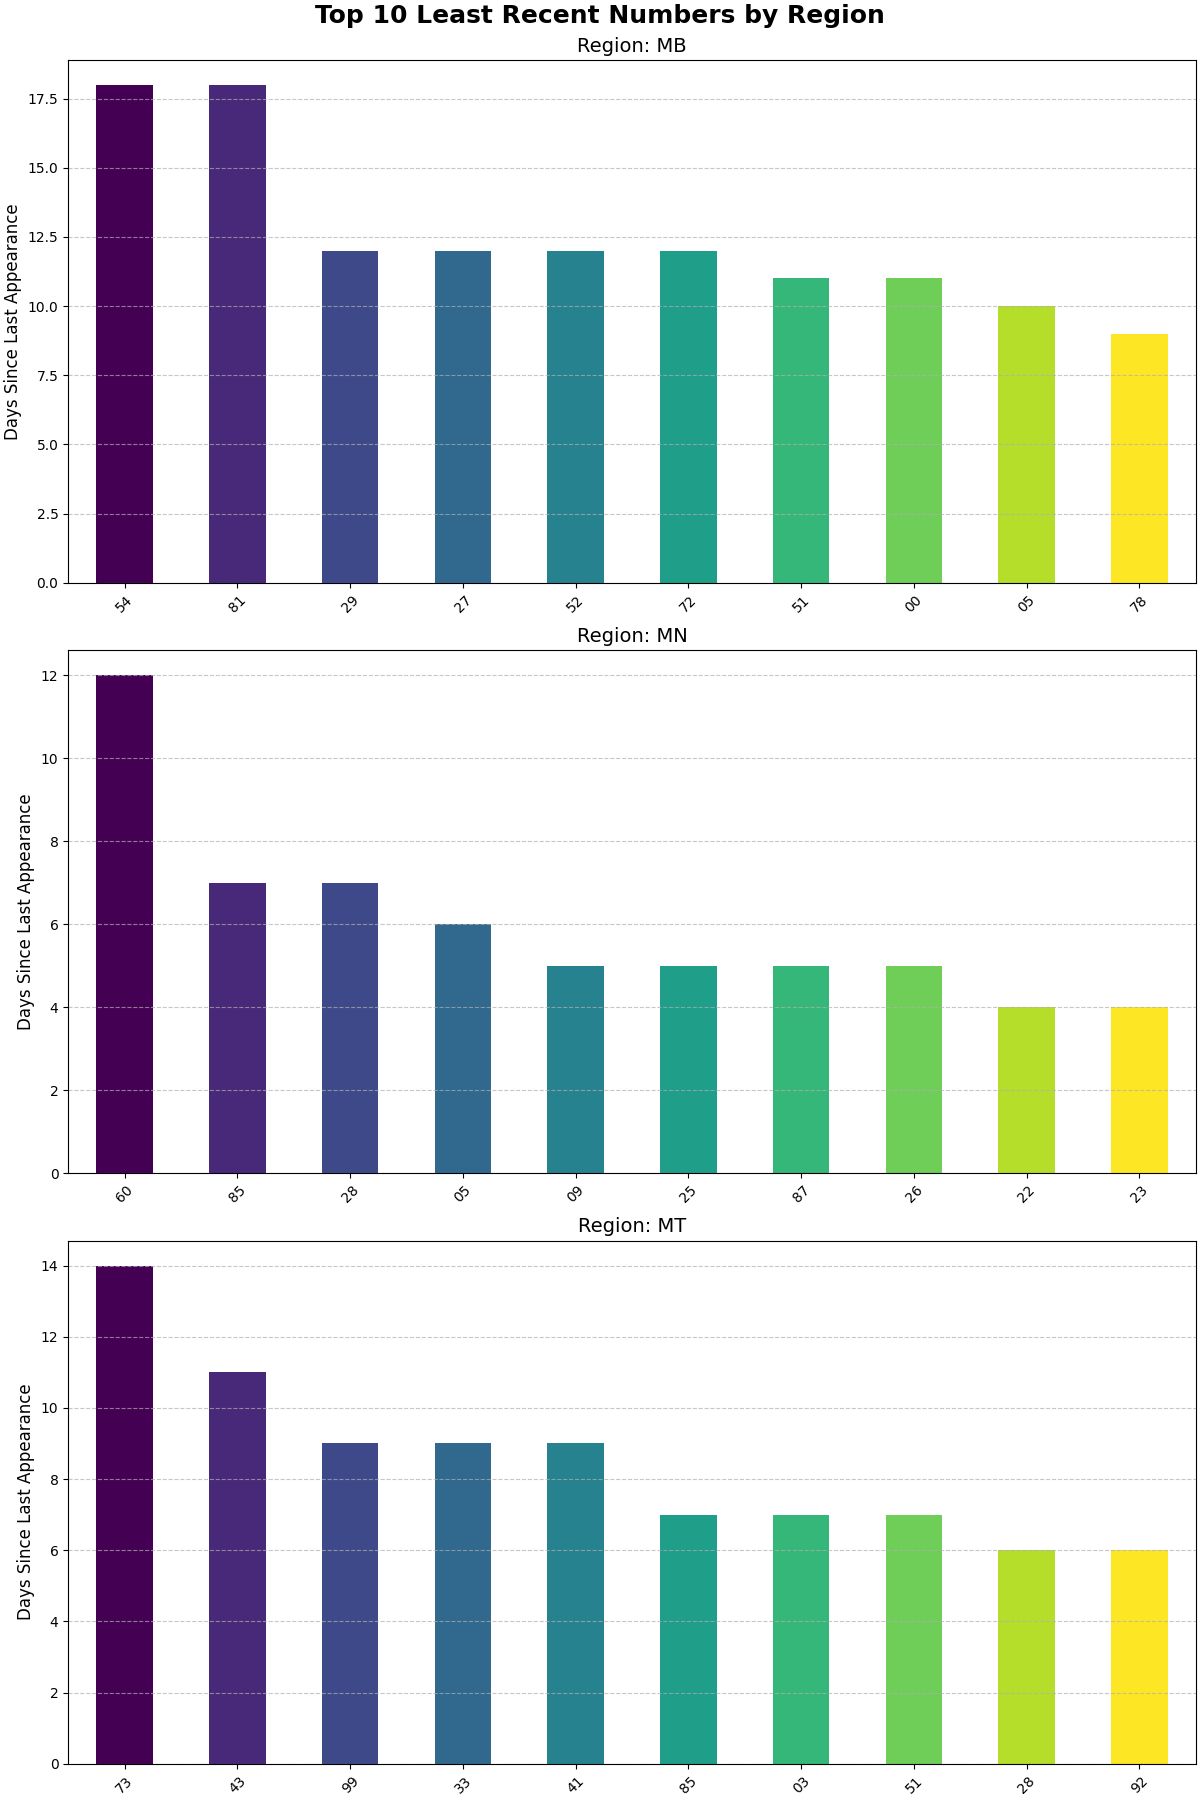 Top 10 Least Recent Numbers by Region
Region: MB
Days Since Last Appearance
17.5
15.0
12.5
10.0
7.5
5.0
2.5
0.0
54 81 29 27 52 72 51 00 05 78
Region: MN
Days Since Last Appearance
12
10
8
6
4
2
0
60 85 28 05 09 25 87 26 22 23
Region: MT
Days Since Last Appearance
14
12
10
8
6
4
2
0
73 43 99 33 41 85 03 51 28 92